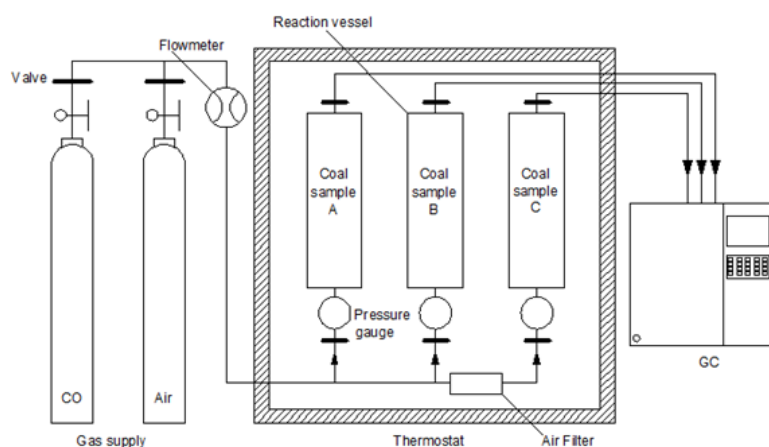 Reaction vessel
Flowmeter
Valve
Coal
sample
A
Coal
sample
B
Coal
sample
C
Pressure
gauge
CO
Air
GC
Gas supply
Thermostat
Air Filter